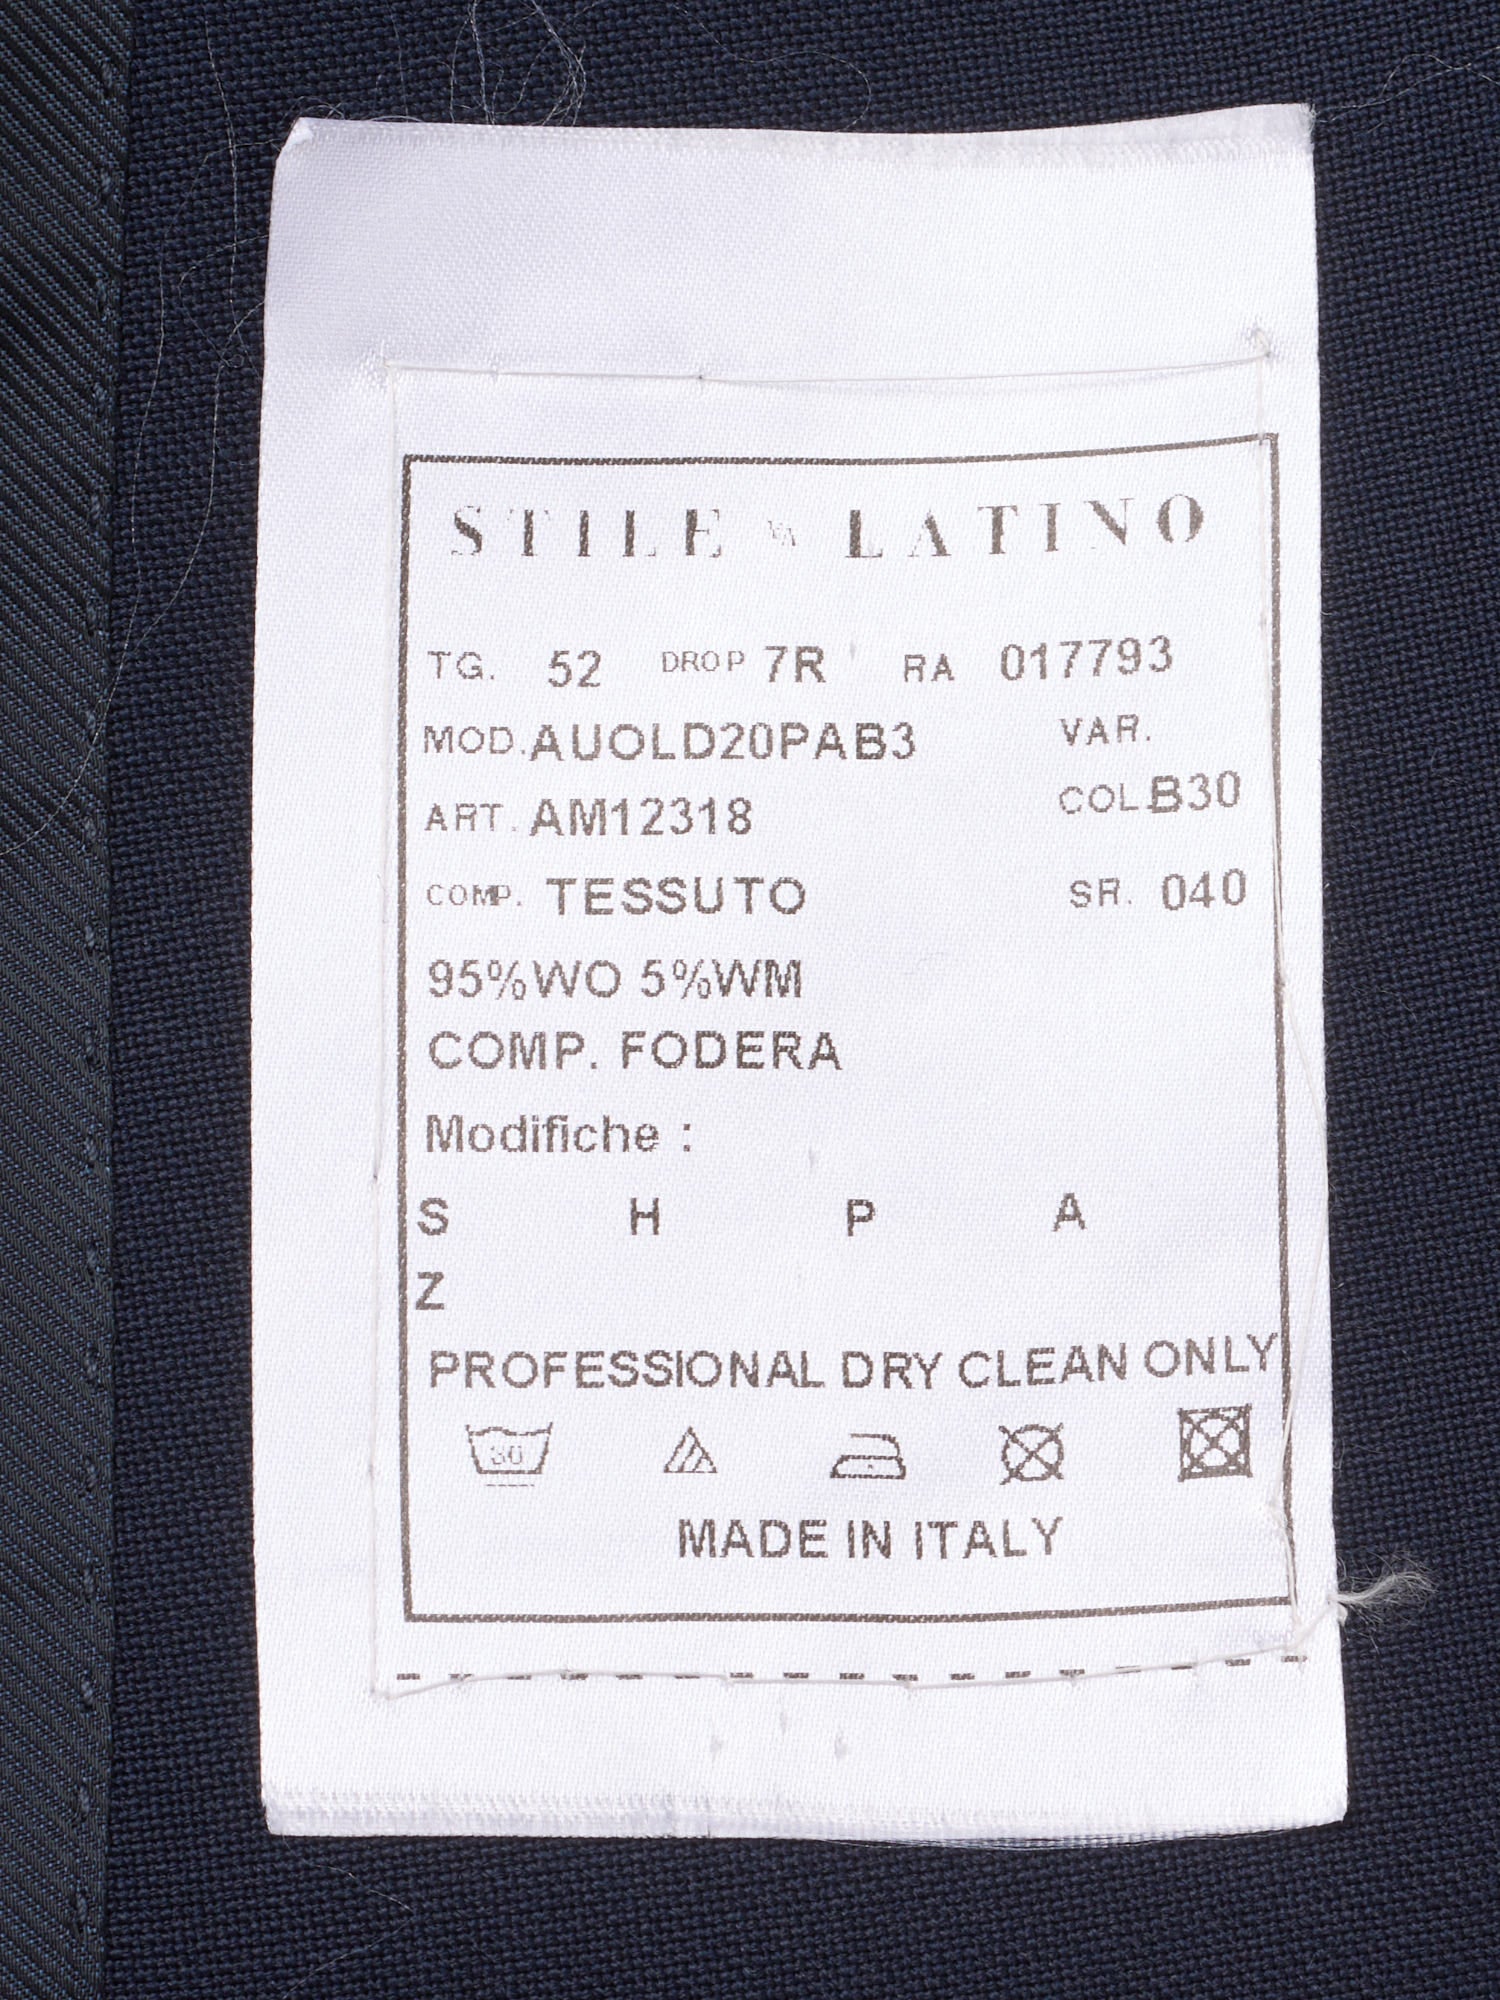 STILE LATINO
TG. 52 DROP 7R RA 017793
MOD.AUOLD20PAB3 VAR.
ART. AM12318 COL.B30
COMP. TESSUTO SR. 040
95%WO 5%WM
COMP. FODERA
Modifiche :
S H P A
Z
PROFESSIONAL DRY CLEAN ONLY
30
MADE IN ITALY